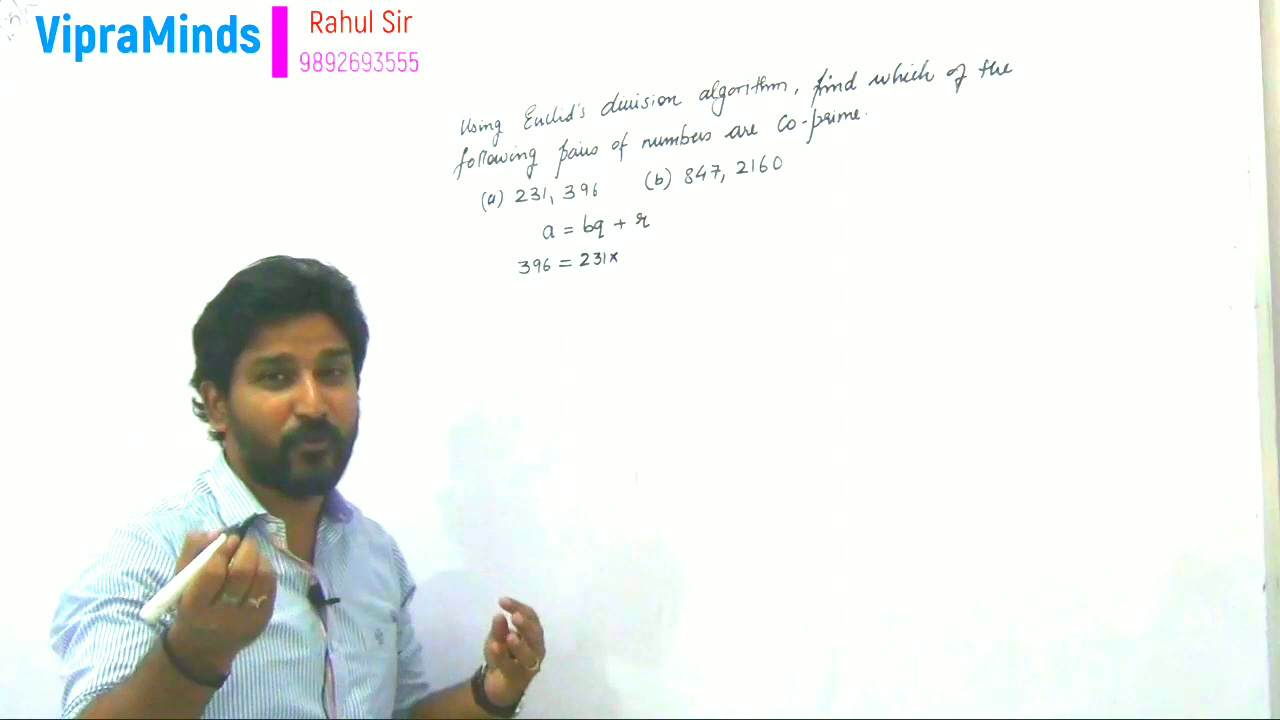 VipraMinds
Rahul Sir
9892693555
Using Euclid's division algorithm, find which of the
following pairs of numbers are co-prime.
(a) 231, 396 (b) 847, 2160
a = bq + r
396 = 231×